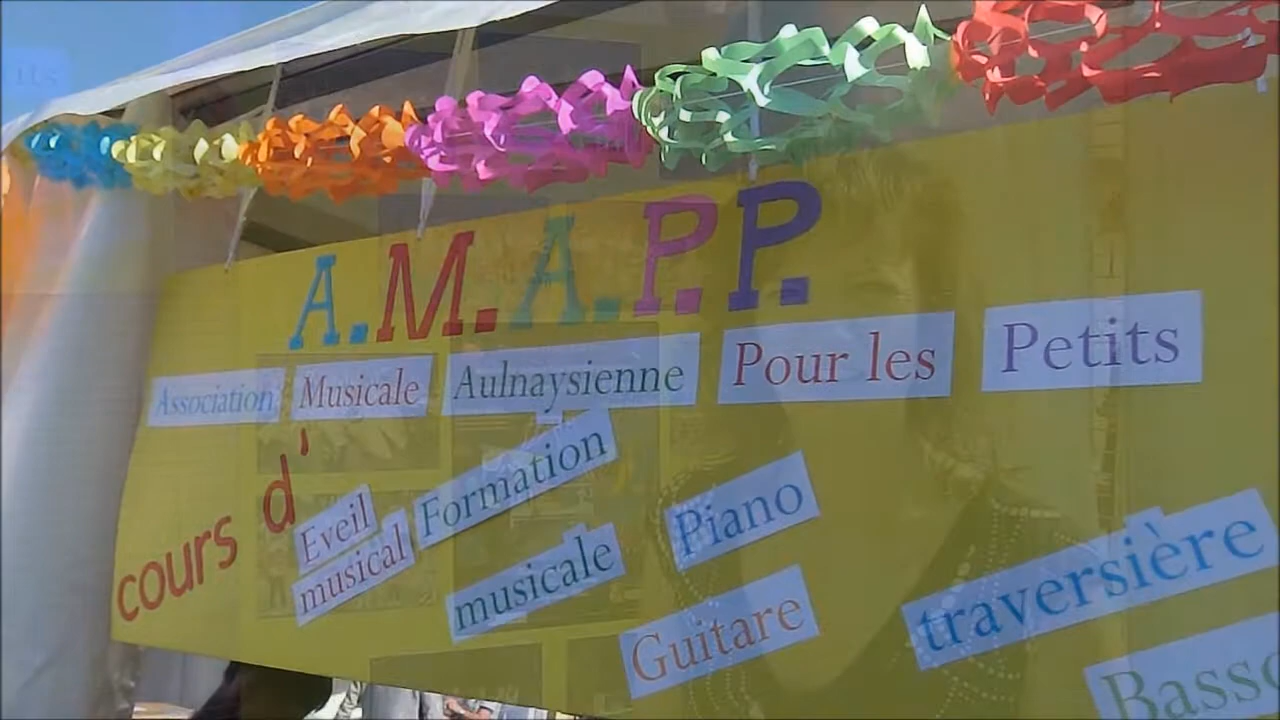 A.M.A.P.P.
Association Musicale Aulnaysienne Pour les Petits
cours d'
Eveil
musical
Formation
musicale
Piano
Guitare
traversière